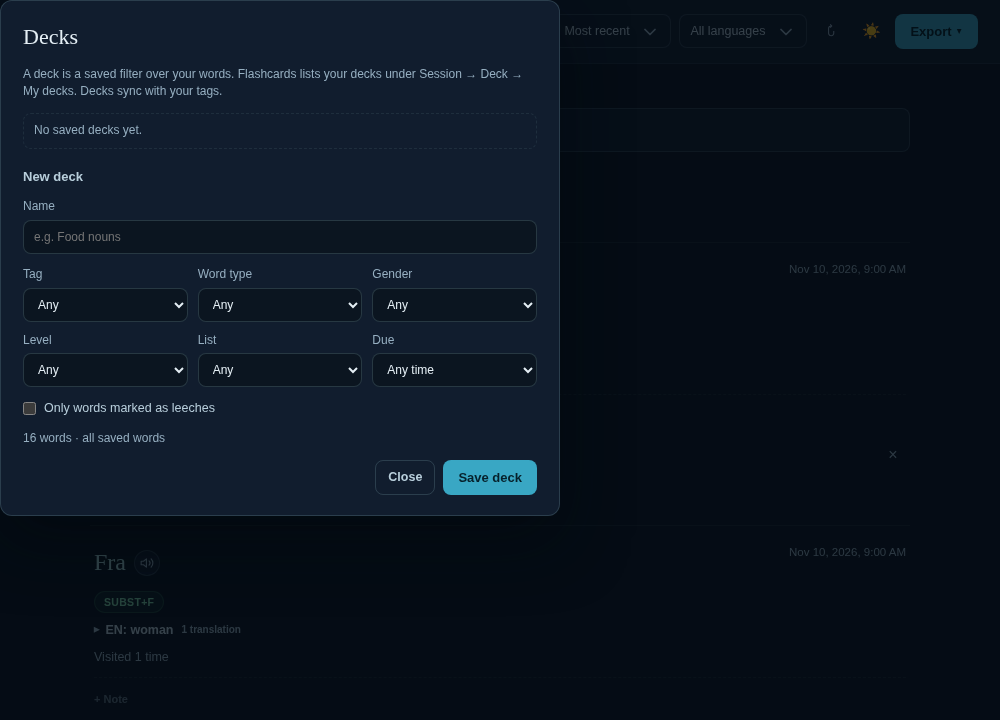 Decks
A deck is a saved filter over your words. Flashcards lists your decks under Session → Deck →
My decks. Decks sync with your tags.
No saved decks yet.
New deck
Name
e.g. Food nouns
Tag Word type Gender
Any Any Any
Level List Due
Any Any Any time
Only words marked as leeches
16 words · all saved words
Close Save deck
Most recent All languages Export ▾
Nov 10, 2026, 9:00 AM
×
Fra Nov 10, 2026, 9:00 AM
SUBST+F
▸ EN: woman 1 translation
Visited 1 time
+ Note